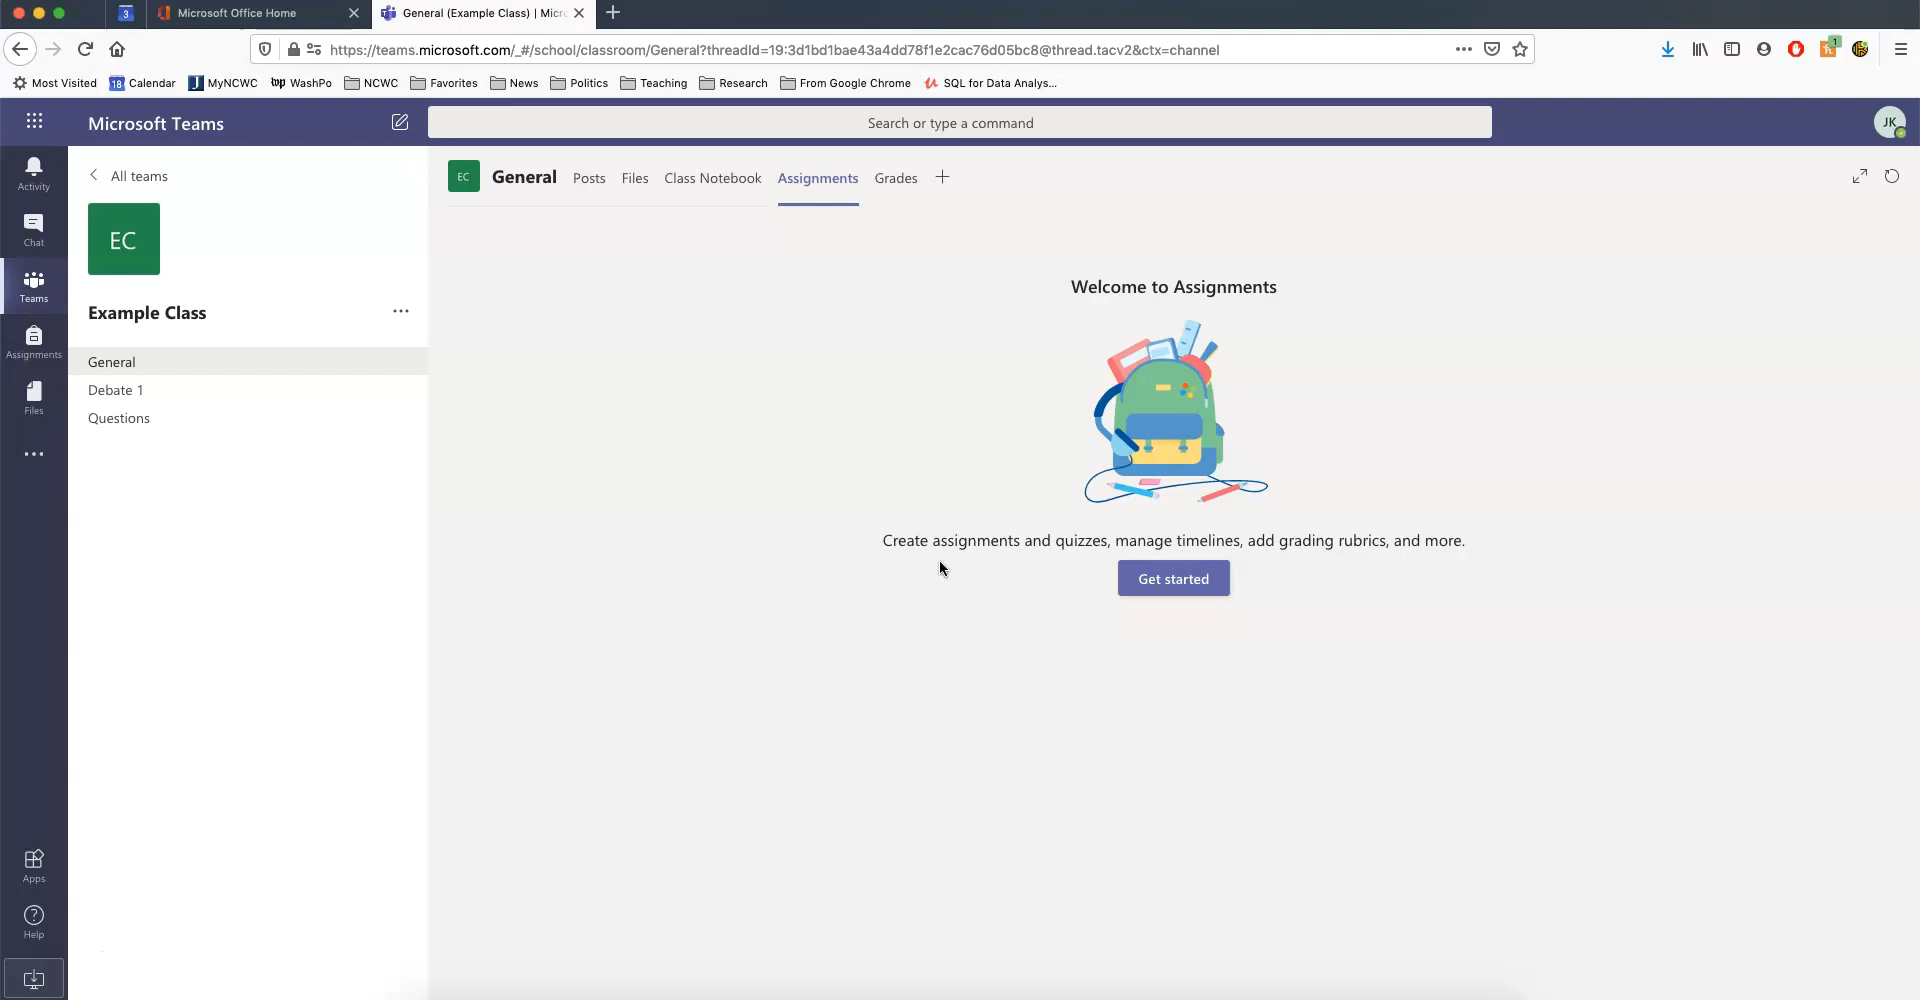 3
Microsoft Office Home
General (Example Class) | Micr
https://teams.microsoft.com/_#/school/classroom/General?threadId=19:3d1bd1bae43a4dd78f1e2cac76d05bc8@thread.tacv2&ctx=channel
1
Most Visited
18 Calendar
J MyNCWC
wp WashPo
NCWC
Favorites
News
Politics
Teaching
Research
From Google Chrome
SQL for Data Analys...
Microsoft Teams
Search or type a command
JK
Activity
Chat
Teams
Assignments
Files
Apps
Help
All teams
EC
Example Class
General
Debate 1
Questions
EC General Posts Files Class Notebook Assignments Grades
Welcome to Assignments
Create assignments and quizzes, manage timelines, add grading rubrics, and more.
Get started